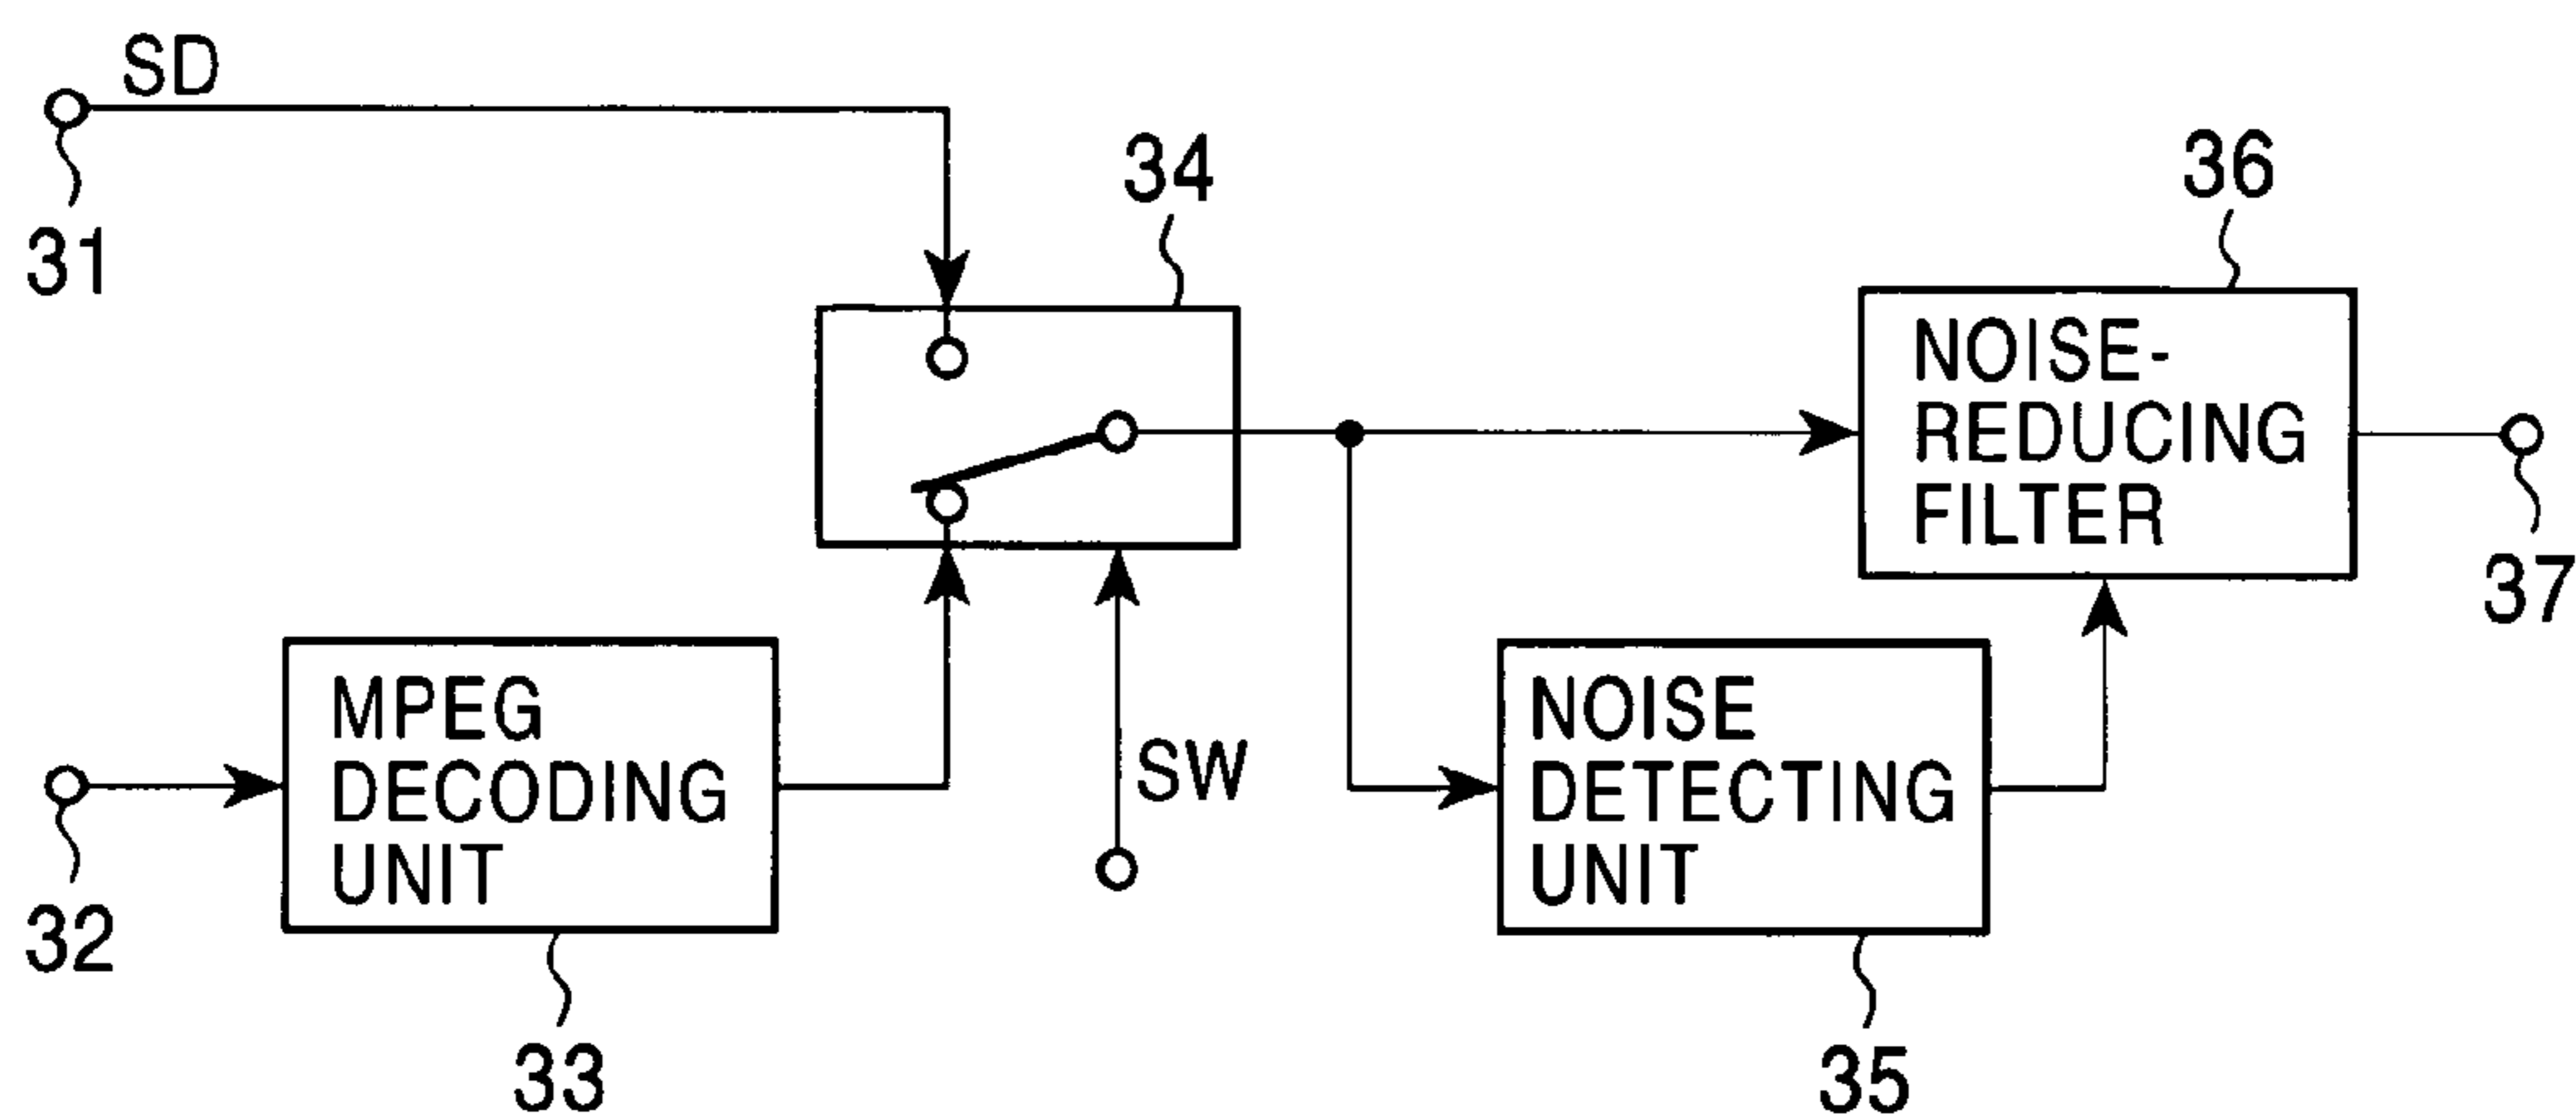 SD
31
34
36
NOISE-
REDUCING
FILTER
37
MPEG
DECODING
UNIT
32
33
SW
NOISE
DETECTING
UNIT
35